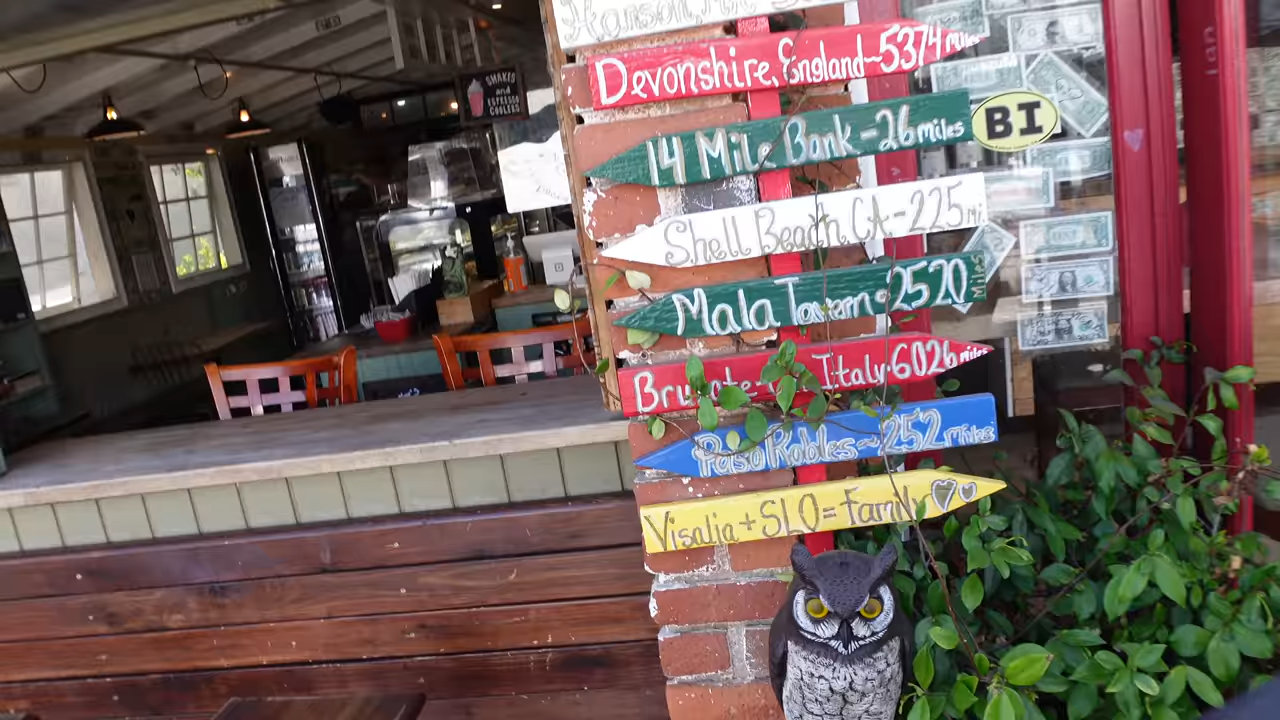 Devonshire, England~5374 miles
14 Mile Bank-26 miles
BI
Shell Beach, CA-225 mi.
Mala Tavern-2520 Miles
Italy-6026 miles
Paso Robles~252 miles
Visalia + SLO = Family
SHAKES
and
ESPRESSO
COOLERS